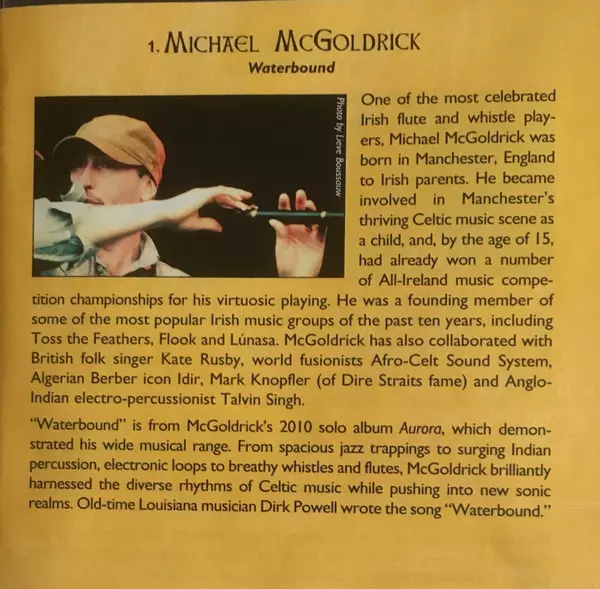 1. MICHAEL MCGOLDRICK
Waterbound
Photo by Lieve Boussauw
One of the most celebrated
Irish flute and whistle play-
ers, Michael McGoldrick was
born in Manchester, England
to Irish parents. He became
involved in Manchester's
thriving Celtic music scene as
a child, and, by the age of 15,
had already won a number
of All-Ireland music compe-
tition championships for his virtuosic playing. He was a founding member of
some of the most popular Irish music groups of the past ten years, including
Toss the Feathers, Flook and Lúnasa. McGoldrick has also collaborated with
British folk singer Kate Rusby, world fusionists Afro-Celt Sound System,
Algerian Berber icon Idir, Mark Knopfler (of Dire Straits fame) and Anglo-
Indian electro-percussionist Talvin Singh.
"Waterbound" is from McGoldrick's 2010 solo album Aurora, which demon-
strated his wide musical range. From spacious jazz trappings to surging Indian
percussion, electronic loops to breathy whistles and flutes, McGoldrick brilliantly
harnessed the diverse rhythms of Celtic music while pushing into new sonic
realms. Old-time Louisiana musician Dirk Powell wrote the song "Waterbound."